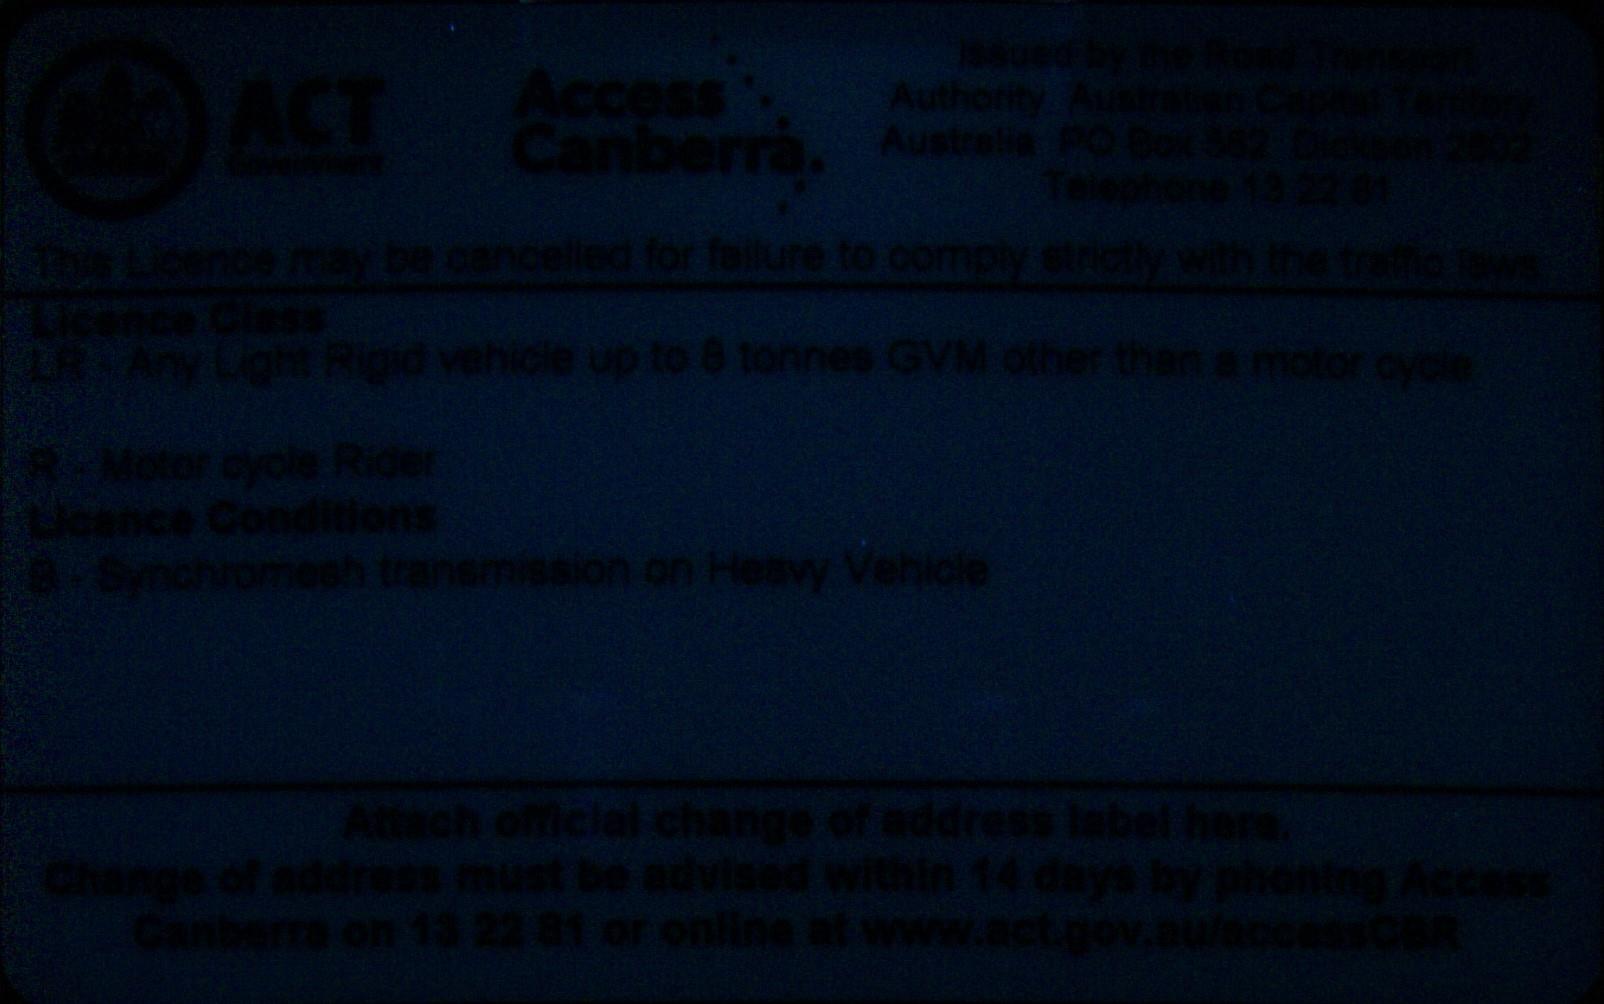 ACT
Government
Access
Canberra.
Issued by the Road Transport
Authority Australian Capital Territory
Australia PO Box 582 Dickson 2602
Telephone 13 22 81
This Licence may be cancelled for failure to comply strictly with the traffic laws
Licence Class
LR - Any Light Rigid vehicle up to 8 tonnes GVM other than a motor cycle
R - Motor cycle Rider
Licence Conditions
B - Synchromesh transmission on Heavy Vehicle
Attach official change of address label here.
Change of address must be advised within 14 days by phoning Access
Canberra on 13 22 81 or online at www.act.gov.au/accessCBR